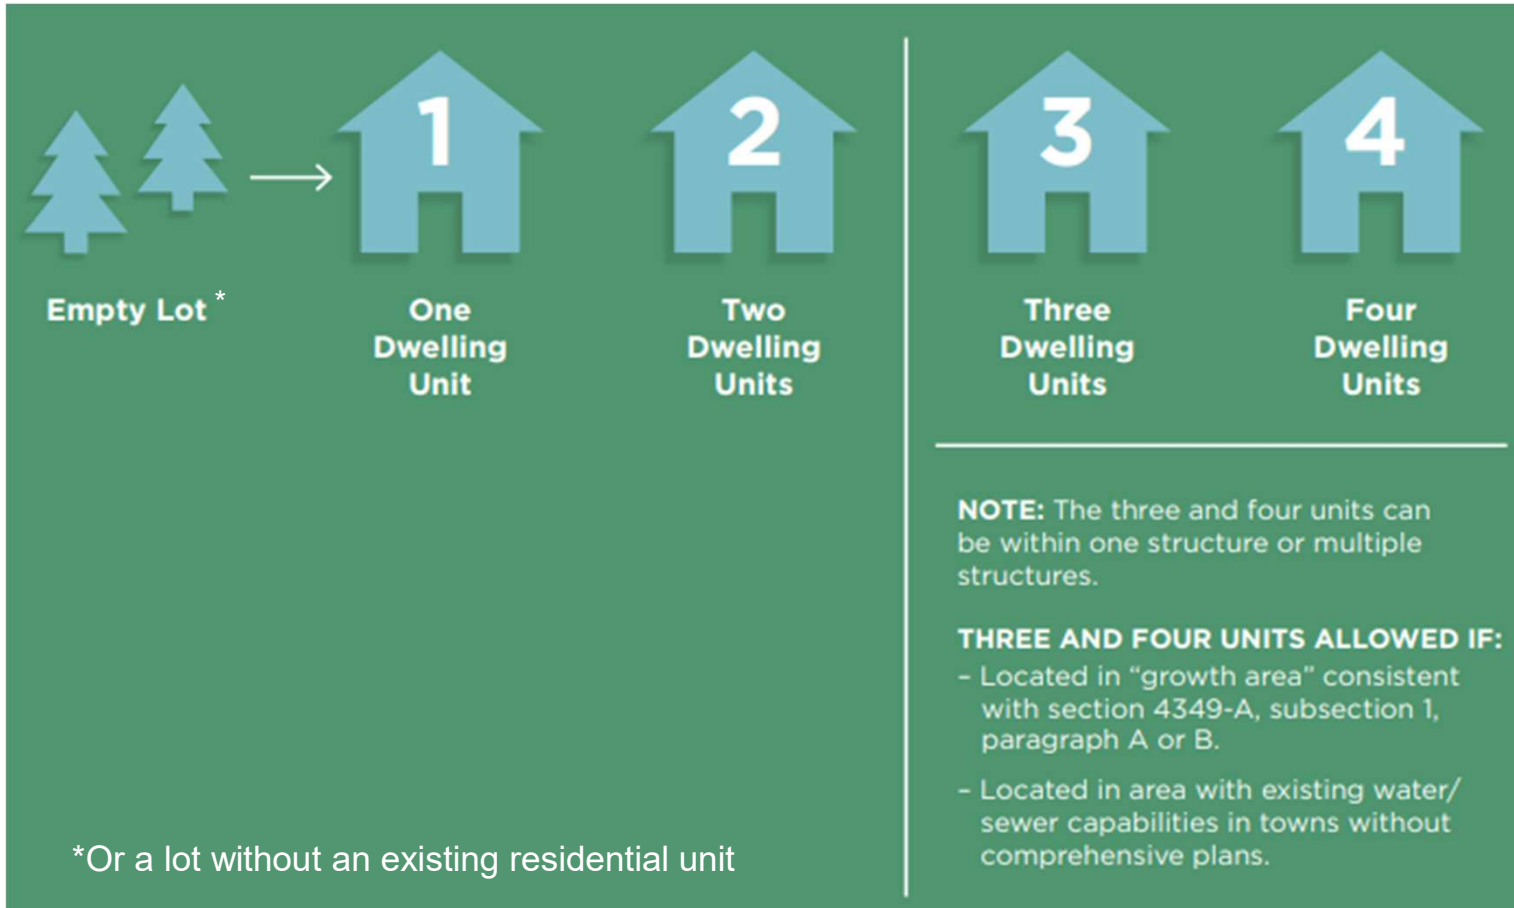 1
2
3
4
Empty Lot *
One
Dwelling
Unit
Two
Dwelling
Units
Three
Dwelling
Units
Four
Dwelling
Units
NOTE: The three and four units can
be within one structure or multiple
structures.
THREE AND FOUR UNITS ALLOWED IF:
– Located in “growth area” consistent
with section 4349-A, subsection 1,
paragraph A or B.
– Located in area with existing water/
sewer capabilities in towns without
comprehensive plans.
*Or a lot without an existing residential unit